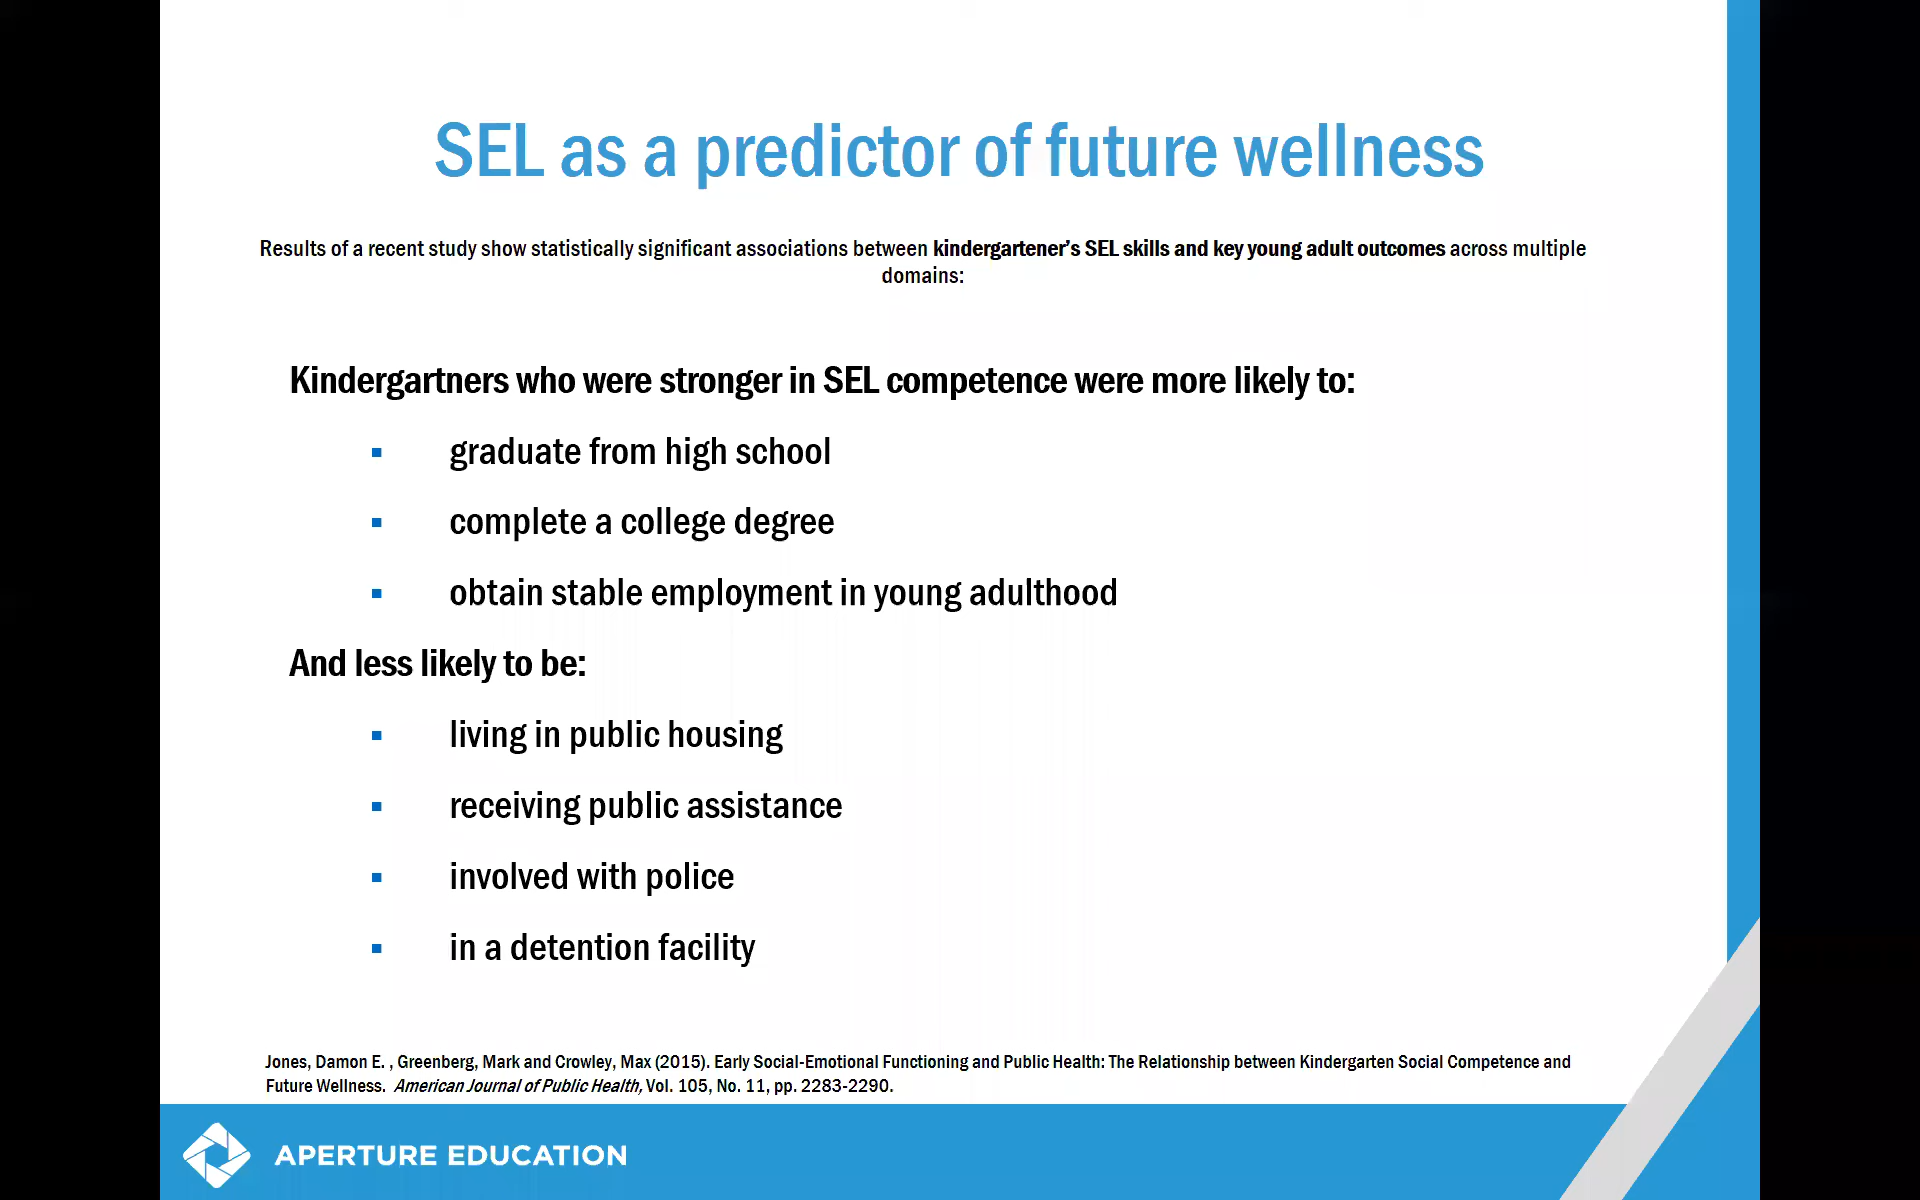 SEL as a predictor of future wellness
Results of a recent study show statistically significant associations between kindergartener's SEL skills and key young adult outcomes across multiple
domains:
Kindergartners who were stronger in SEL competence were more likely to:
▪ graduate from high school
▪ complete a college degree
▪ obtain stable employment in young adulthood
And less likely to be:
▪ living in public housing
▪ receiving public assistance
▪ involved with police
▪ in a detention facility
Jones, Damon E. , Greenberg, Mark and Crowley, Max (2015). Early Social-Emotional Functioning and Public Health: The Relationship between Kindergarten Social Competence and
Future Wellness. American Journal of Public Health, Vol. 105, No. 11, pp. 2283-2290.
APERTURE EDUCATION